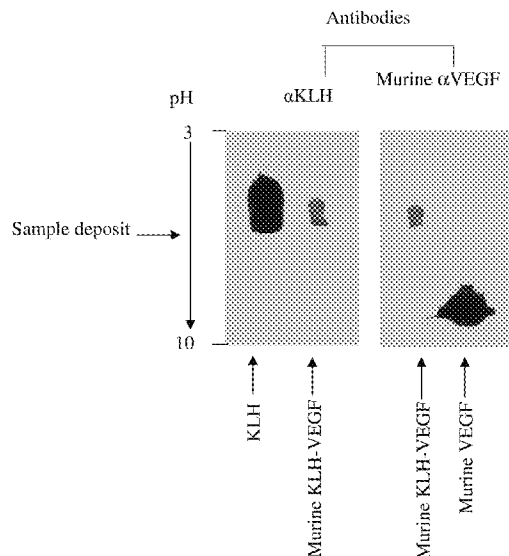 Antibodies
pH
αKLH
Murine αVEGF
3
Sample deposit
10
KLH
Murine KLH-VEGF
Murine KLH-VEGF
Murine VEGF